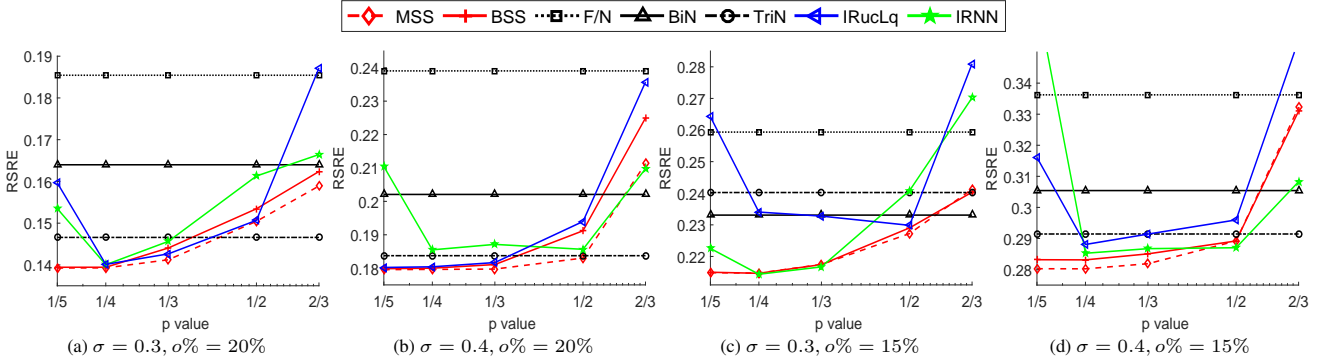 MSS BSS F/N BiN TriN IRucLq IRNN
0.19 0.18 0.17 0.16 0.15 0.14
RSRE
1/5 1/4 1/3 1/2 2/3
p value
(a) σ = 0.3, o% = 20%
0.24 0.23 0.22 0.21 0.2 0.19 0.18
RSRE
1/5 1/4 1/3 1/2 2/3
p value
(b) σ = 0.4, o% = 20%
0.28 0.27 0.26 0.25 0.24 0.23 0.22
RSRE
1/5 1/4 1/3 1/2 2/3
p value
(c) σ = 0.3, o% = 15%
0.34 0.33 0.32 0.31 0.3 0.29 0.28
RSRE
1/5 1/4 1/3 1/2 2/3
p value
(d) σ = 0.4, o% = 15%